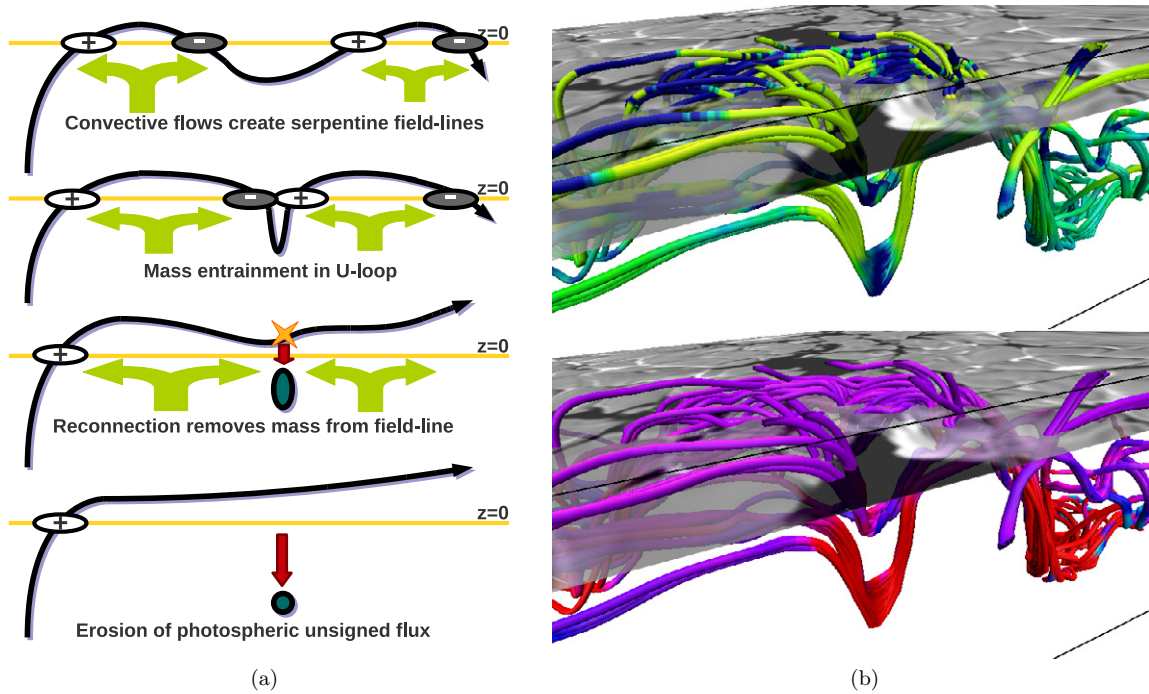 z=0
+ - + -
Convective flows create serpentine field-lines
z=0
+ - + -
Mass entrainment in U-loop
z=0
+
Reconnection removes mass from field-line
z=0
+
Erosion of photospheric unsigned flux
(a)
(b)